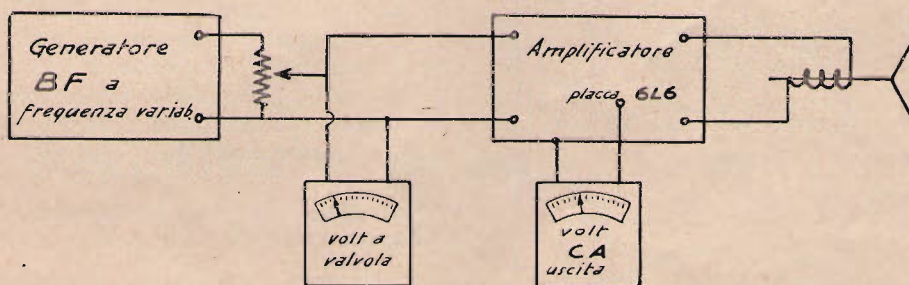 Generatore
BF a
frequenza variab.
Amplificatore
placca 6L6
volt a
valvola
volt
CA
uscita